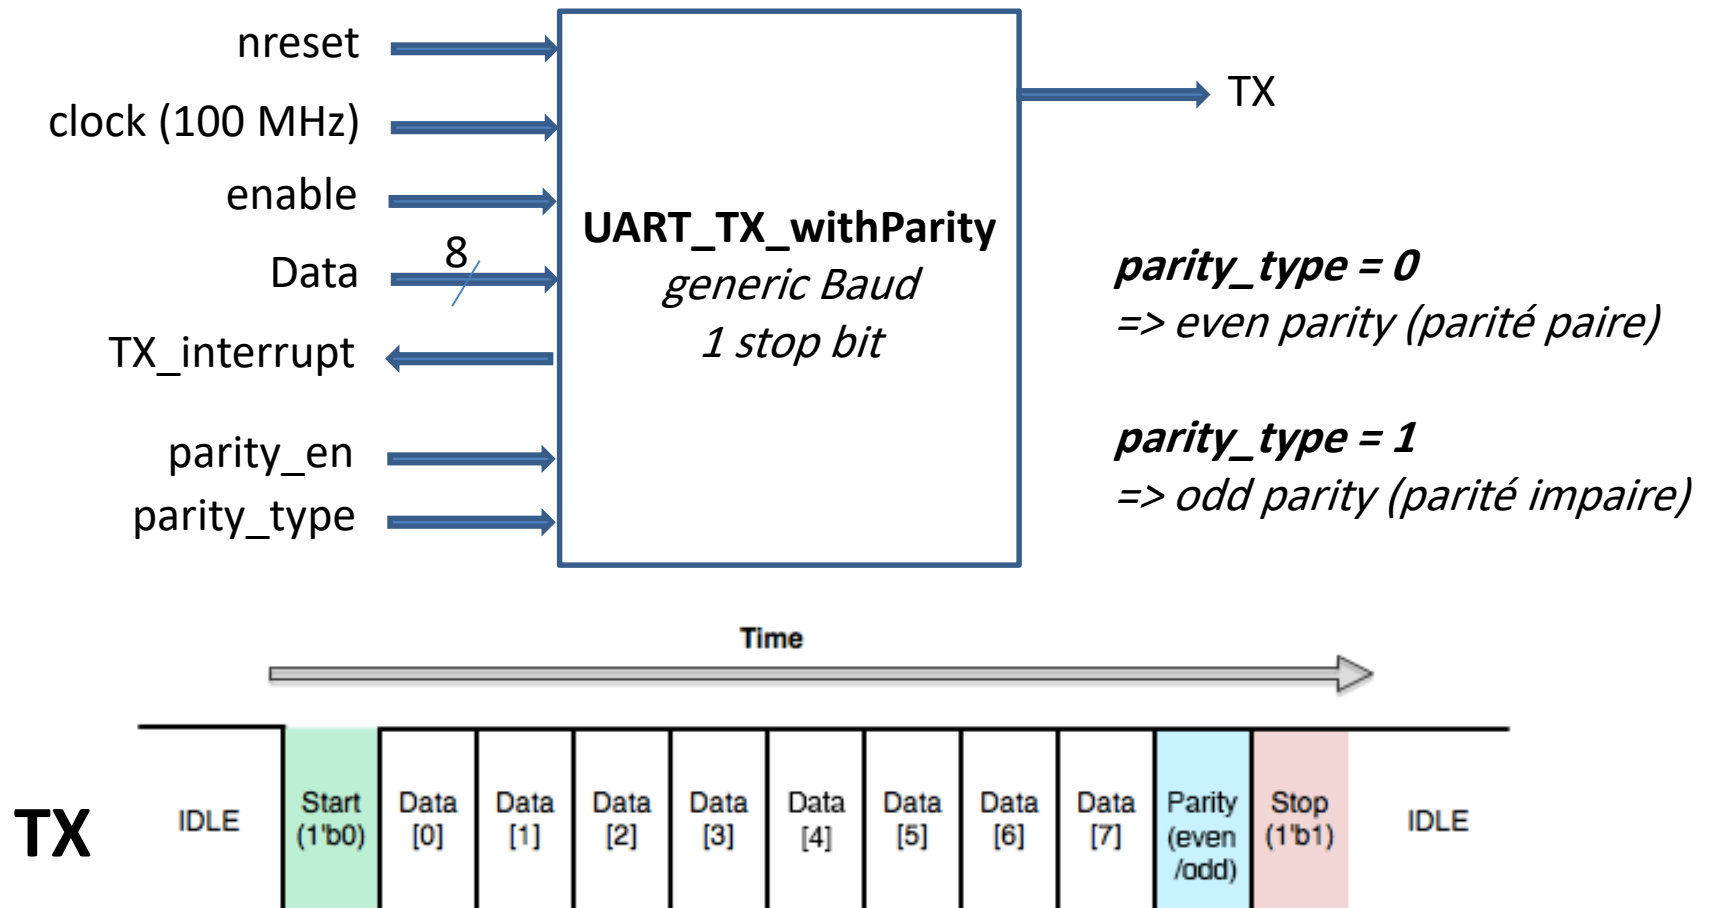 nreset
clock (100 MHz)
enable
Data
8
TX_interrupt
parity_en
parity_type
UART_TX_withParity
generic Baud
1 stop bit
TX
parity_type = 0
=> even parity (parité paire)
parity_type = 1
=> odd parity (parité impaire)
Time
TX
IDLE
Start
(1'b0)
Data
[0]
Data
[1]
Data
[2]
Data
[3]
Data
[4]
Data
[5]
Data
[6]
Data
[7]
Parity
(even
/odd)
Stop
(1'b1)
IDLE